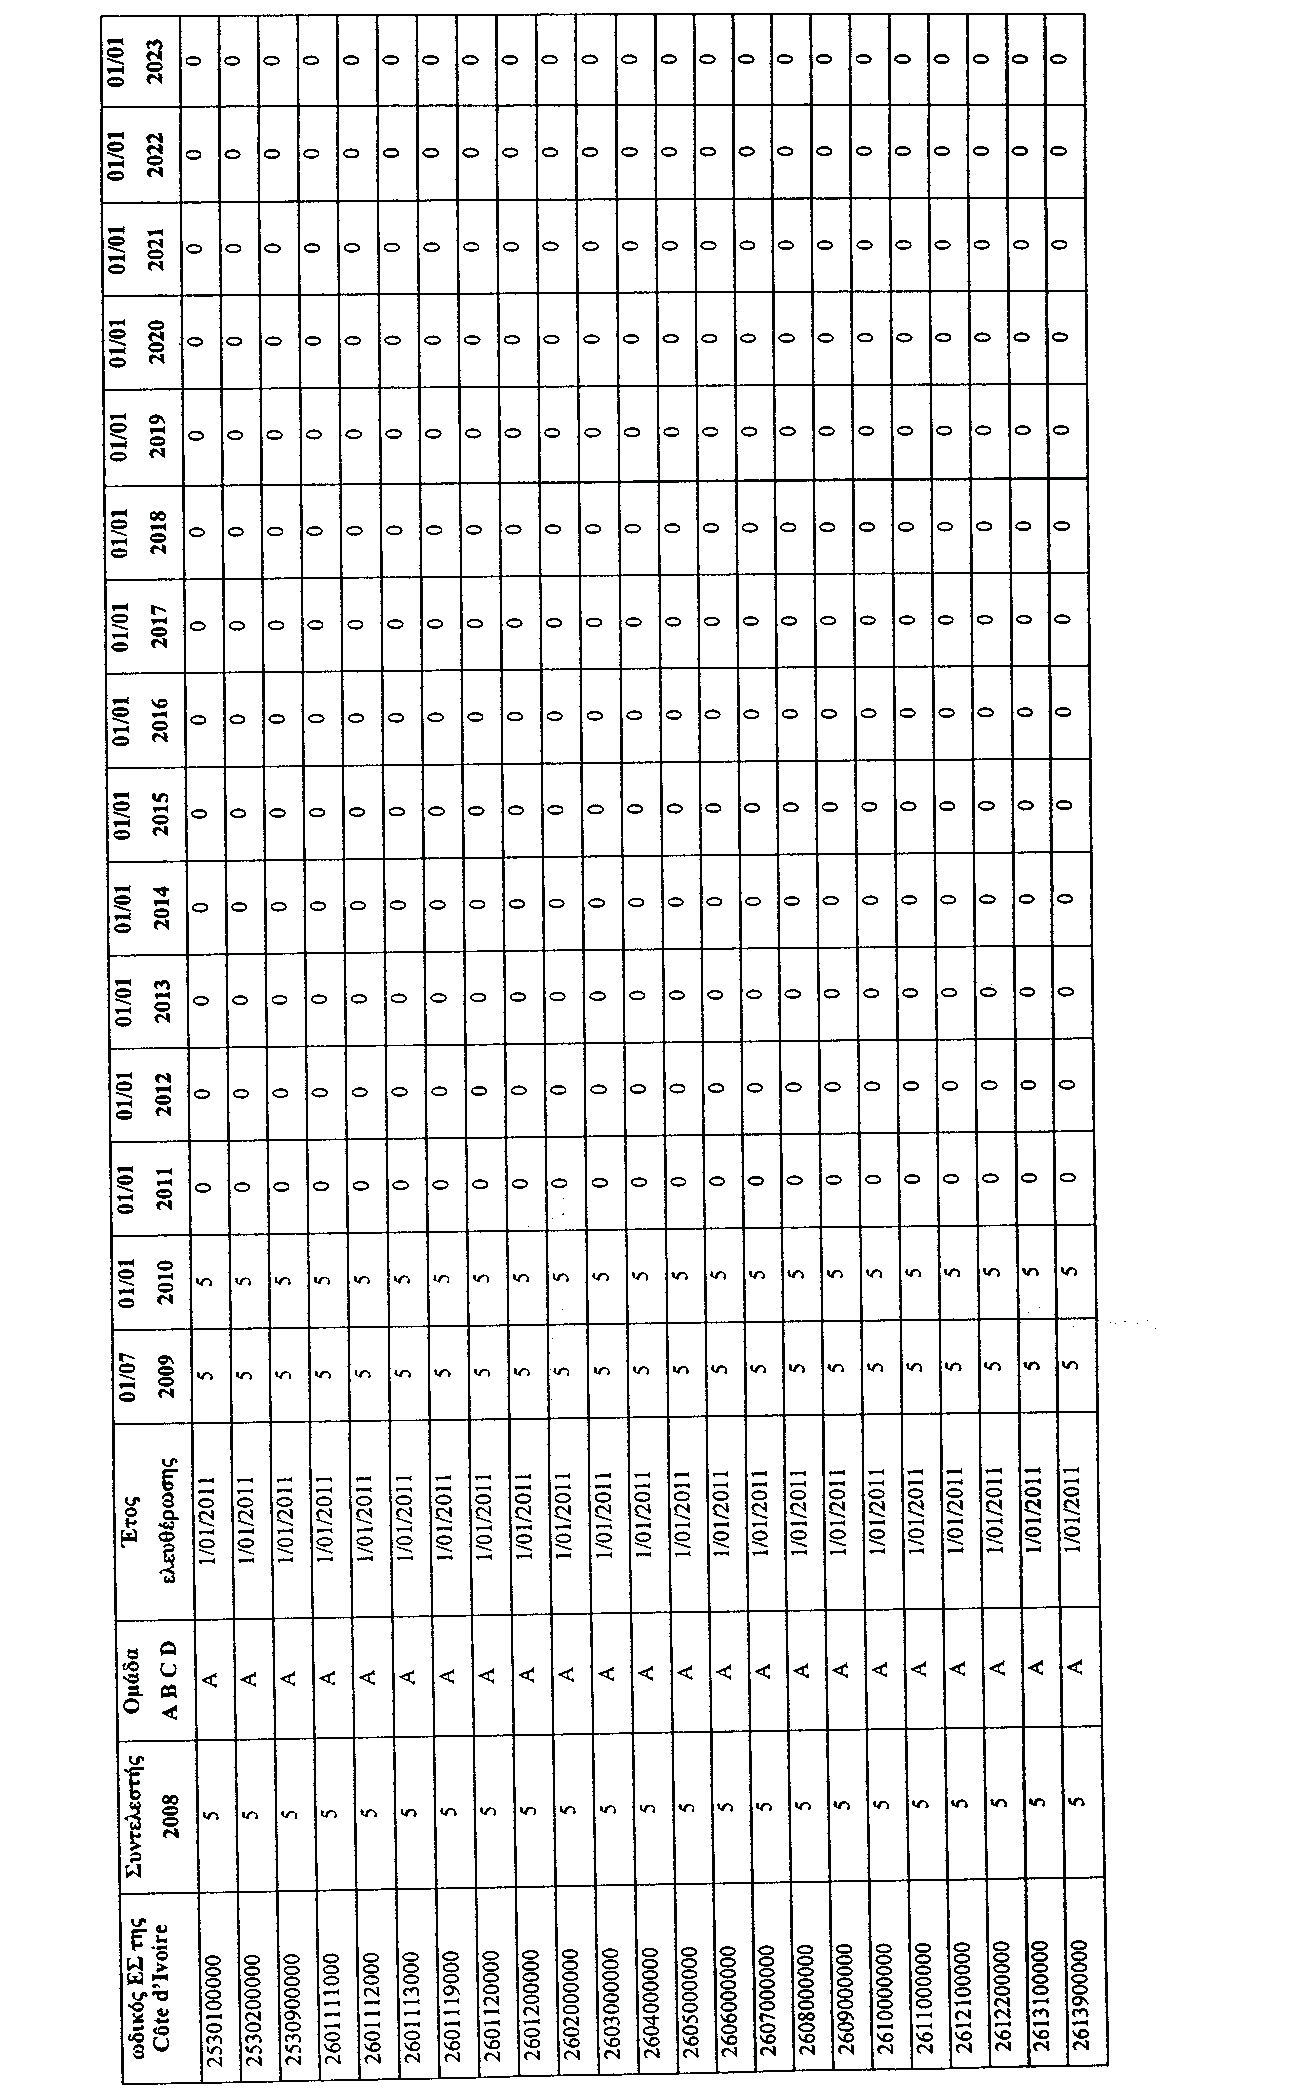 ωδικός ΕΣ της Côte d'Ivoire Συντελεστής 2008 Ομάδα A B C D Έτος ελευθέρωσης 01/07 2009 01/01 2010 01/01 2011 01/01 2012 01/01 2013 01/01 2014 01/01 2015 01/01 2016 01/01 2017 01/01 2018 01/01 2019 01/01 2020 01/01 2021 01/01 2022 01/01 2023
2530100000 5 A 1/01/2011 5 5 0 0 0 0 0 0 0 0 0 0 0 0 0
2530200000 5 A 1/01/2011 5 5 0 0 0 0 0 0 0 0 0 0 0 0 0
2530900000 5 A 1/01/2011 5 5 0 0 0 0 0 0 0 0 0 0 0 0 0
2601111000 5 A 1/01/2011 5 5 0 0 0 0 0 0 0 0 0 0 0 0 0
2601112000 5 A 1/01/2011 5 5 0 0 0 0 0 0 0 0 0 0 0 0 0
2601113000 5 A 1/01/2011 5 5 0 0 0 0 0 0 0 0 0 0 0 0 0
2601119000 5 A 1/01/2011 5 5 0 0 0 0 0 0 0 0 0 0 0 0 0
2601120000 5 A 1/01/2011 5 5 0 0 0 0 0 0 0 0 0 0 0 0 0
2601200000 5 A 1/01/2011 5 5 0 0 0 0 0 0 0 0 0 0 0 0 0
2602000000 5 A 1/01/2011 5 5 0 0 0 0 0 0 0 0 0 0 0 0 0
2603000000 5 A 1/01/2011 5 5 0 0 0 0 0 0 0 0 0 0 0 0 0
2604000000 5 A 1/01/2011 5 5 0 0 0 0 0 0 0 0 0 0 0 0 0
2605000000 5 A 1/01/2011 5 5 0 0 0 0 0 0 0 0 0 0 0 0 0
2606000000 5 A 1/01/2011 5 5 0 0 0 0 0 0 0 0 0 0 0 0 0
2607000000 5 A 1/01/2011 5 5 0 0 0 0 0 0 0 0 0 0 0 0 0
2608000000 5 A 1/01/2011 5 5 0 0 0 0 0 0 0 0 0 0 0 0 0
2609000000 5 A 1/01/2011 5 5 0 0 0 0 0 0 0 0 0 0 0 0 0
2610000000 5 A 1/01/2011 5 5 0 0 0 0 0 0 0 0 0 0 0 0 0
2611000000 5 A 1/01/2011 5 5 0 0 0 0 0 0 0 0 0 0 0 0 0
2612100000 5 A 1/01/2011 5 5 0 0 0 0 0 0 0 0 0 0 0 0 0
2612200000 5 A 1/01/2011 5 5 0 0 0 0 0 0 0 0 0 0 0 0 0
2613100000 5 A 1/01/2011 5 5 0 0 0 0 0 0 0 0 0 0 0 0 0
2613900000 5 A 1/01/2011 5 5 0 0 0 0 0 0 0 0 0 0 0 0 0